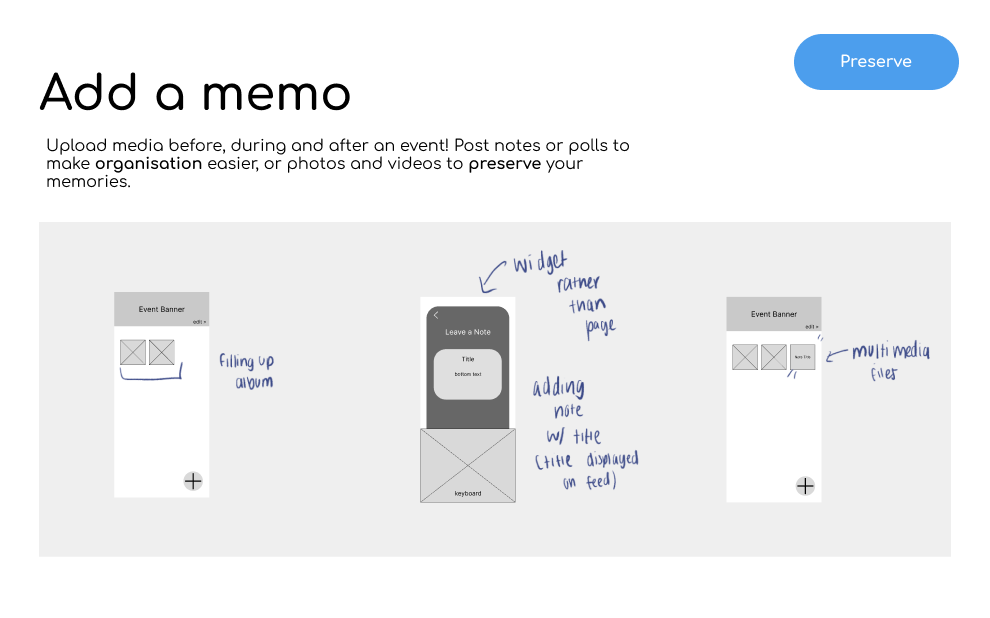 Preserve
Add a memo
Upload media before, during and after an event! Post notes or polls to
make organisation easier, or photos and videos to preserve your
memories.
Event Banner
edit +
filling up
album
widget
rather
than
page
Leave a Note
Title
bottom text
keyboard
adding
note
w/ title
(title displayed
on feed)
Event Banner
edit +
Note Title
multimedia
files